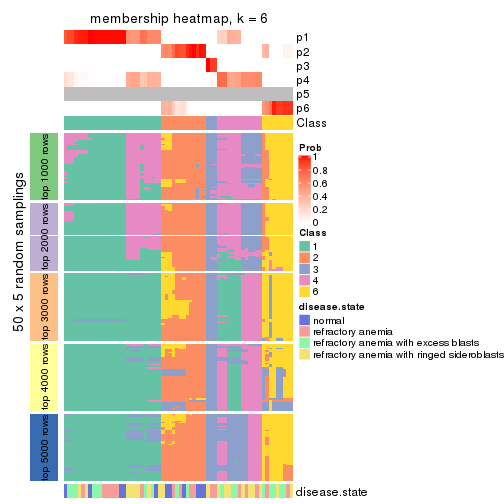 membership heatmap, k = 6
p1
p2
p3
p4
p5
p6
Class
50 x 5 random samplings
top 1000 rows
top 2000 rows
top 3000 rows
top 4000 rows
top 5000 rows
Prob
1
0.8
0.6
0.4
0.2
0
Class
1
2
3
4
6
disease.state
normal
refractory anemia
refractory anemia with excess blasts
refractory anemia with ringed sideroblasts
disease.state